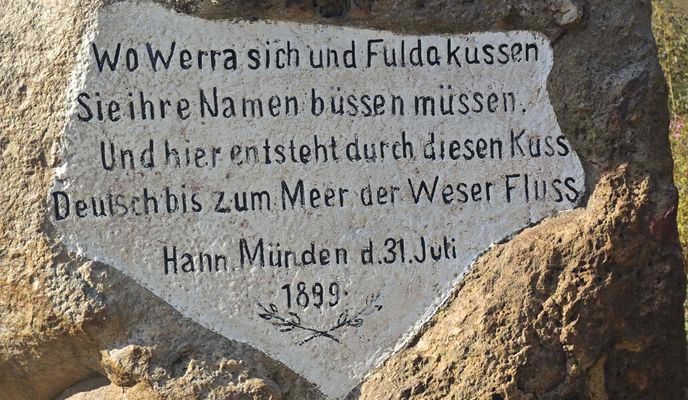 Wo Werra sich und Fulda kussen
Sie ihre Namen büssen müssen,
Und hier entsteht durch diesen Kuss
Deutsch bis zum Meer der Weser Fluss
Hann. Münden d. 31. Juli
1899.